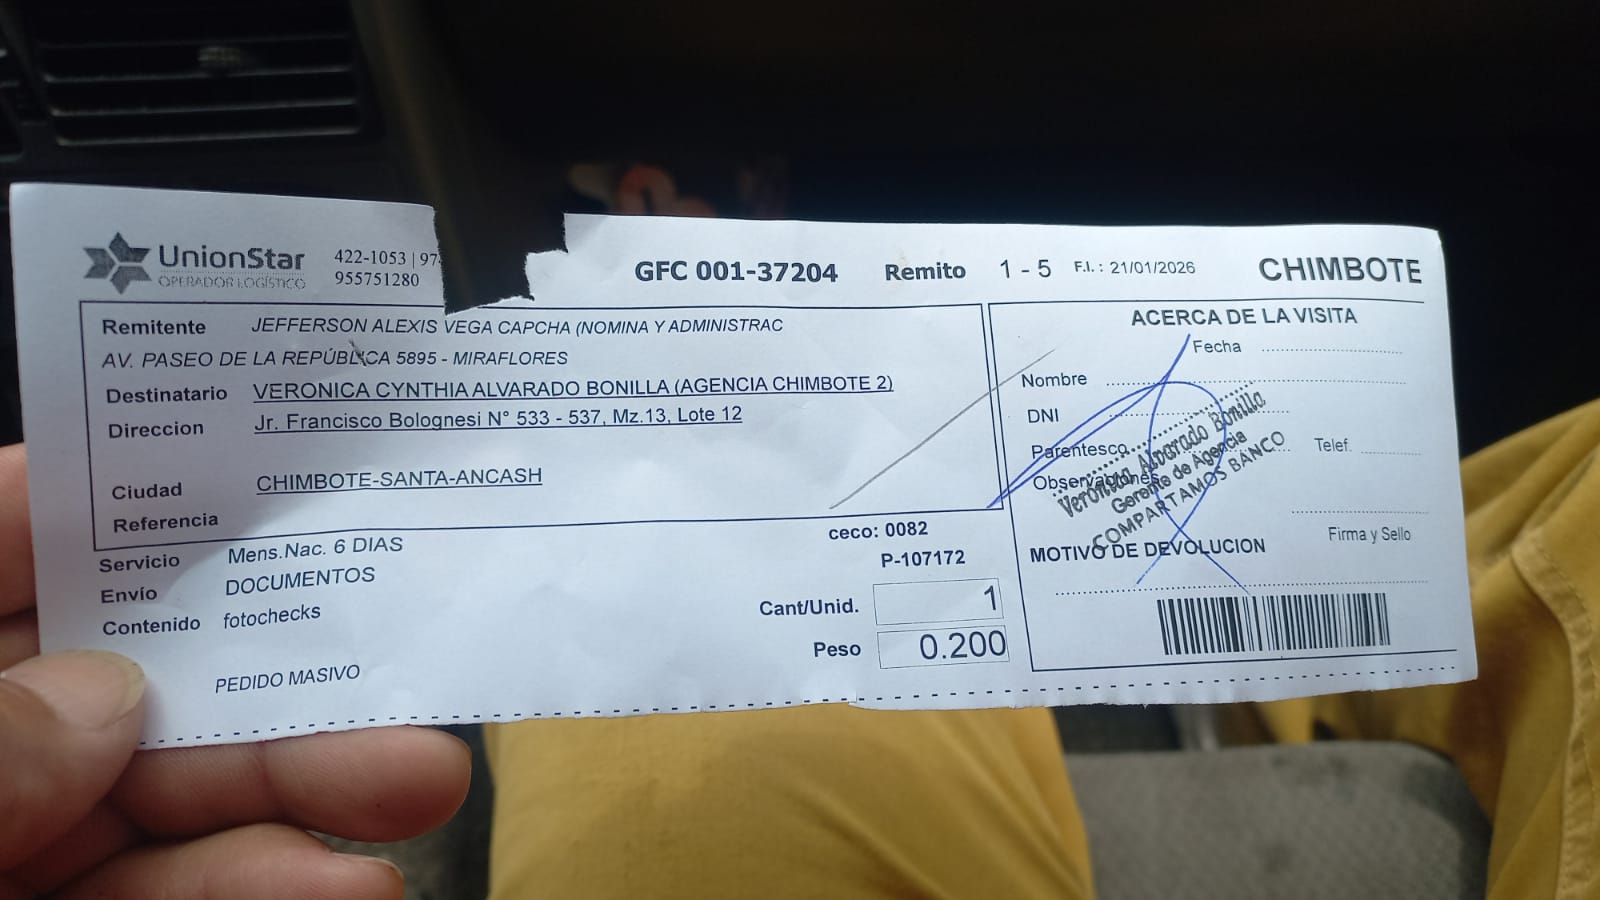 UnionStar
OPERADOR LOGÍSTICO
422-1053 | 97
955751280
GFC 001-37204
Remito 1 - 5
F.I. : 21/01/2026
CHIMBOTE
Remitente JEFFERSON ALEXIS VEGA CAPCHA (NOMINA Y ADMINISTRAC
AV. PASEO DE LA REPÚBLICA 5895 - MIRAFLORES
Destinatario VERONICA CYNTHIA ALVARADO BONILLA (AGENCIA CHIMBOTE 2)
Direccion Jr. Francisco Bolognesi N° 533 - 537, Mz.13, Lote 12
Ciudad CHIMBOTE-SANTA-ANCASH
Referencia
Servicio Mens.Nac. 6 DIAS
Envío DOCUMENTOS
Contenido fotochecks
PEDIDO MASIVO
ceco: 0082
P-107172
Cant/Unid. 1
Peso 0.200
ACERCA DE LA VISITA
Fecha
Nombre
DNI
Parentesco
Telef.
Observaciones
Verónica Alvarado Bonilla
Gerente de Agencia
COMPARTAMOS BANCO
Firma y Sello
MOTIVO DE DEVOLUCION